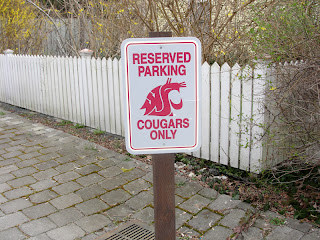 RESERVED
PARKING
COUGARS
ONLY